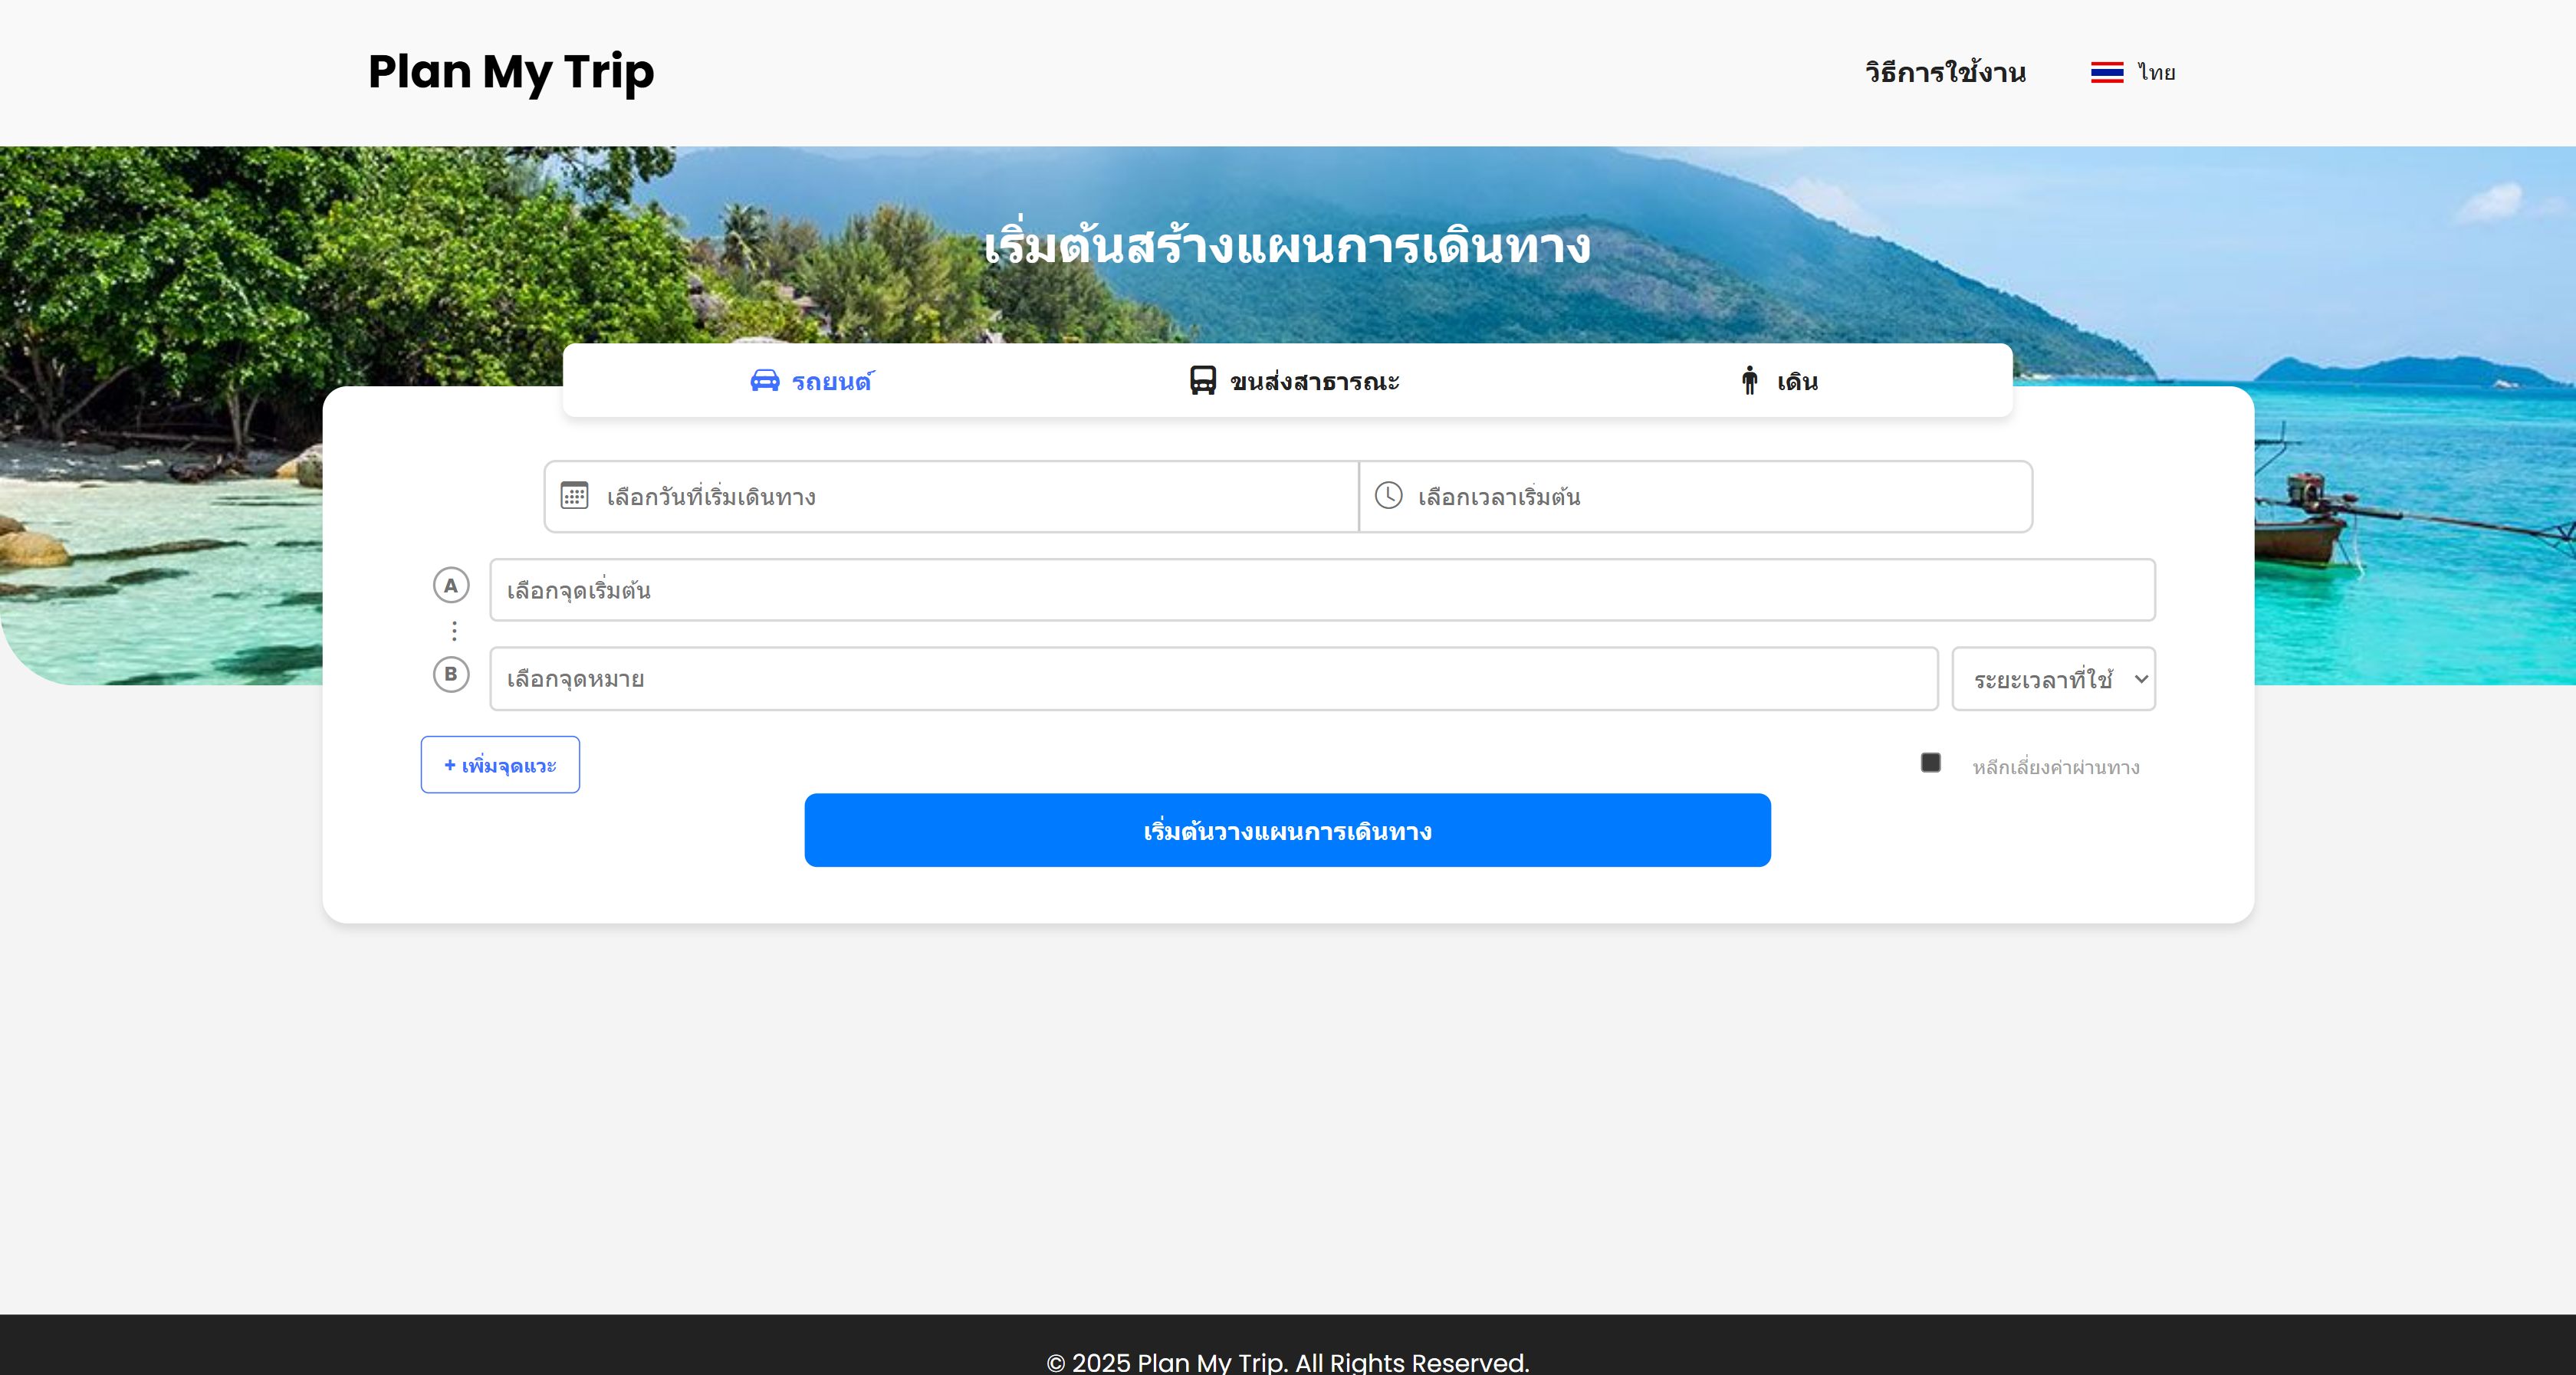 Plan My Trip
วิธีการใช้งาน
ไทย
เริ่มต้นสร้างแผนการเดินทาง
รถยนต์
ขนส่งสาธารณะ
เดิน
เลือกวันที่เริ่มเดินทาง
เลือกเวลาเริ่มต้น
A
เลือกจุดเริ่มต้น
B
เลือกจุดหมาย
ระยะเวลาที่ใช้
+ เพิ่มจุดแวะ
หลีกเลี่ยงค่าผ่านทาง
เริ่มต้นวางแผนการเดินทาง
© 2025 Plan My Trip. All Rights Reserved.